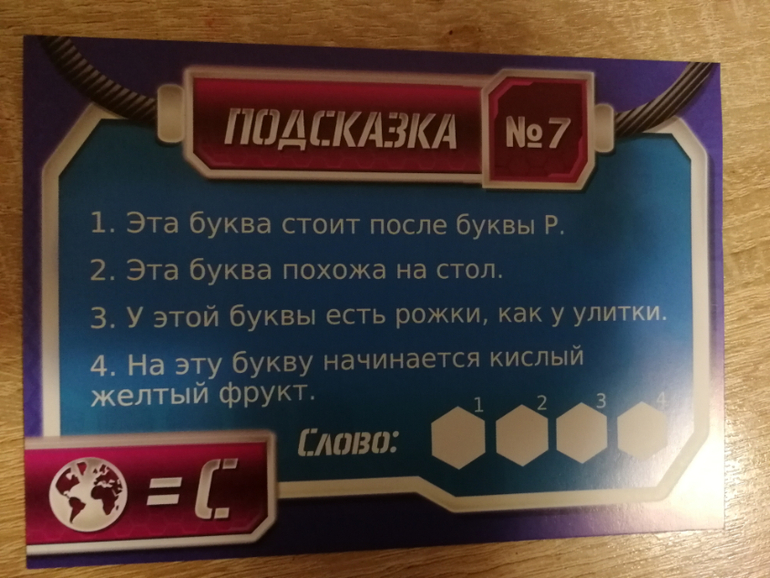 ПОДСКАЗКА №7
1. Эта буква стоит после буквы Р.
2. Эта буква похожа на стол.
3. У этой буквы есть рожки, как у улитки.
4. На эту букву начинается кислый
желтый фрукт.
1 2 3 4
Слово:
= С